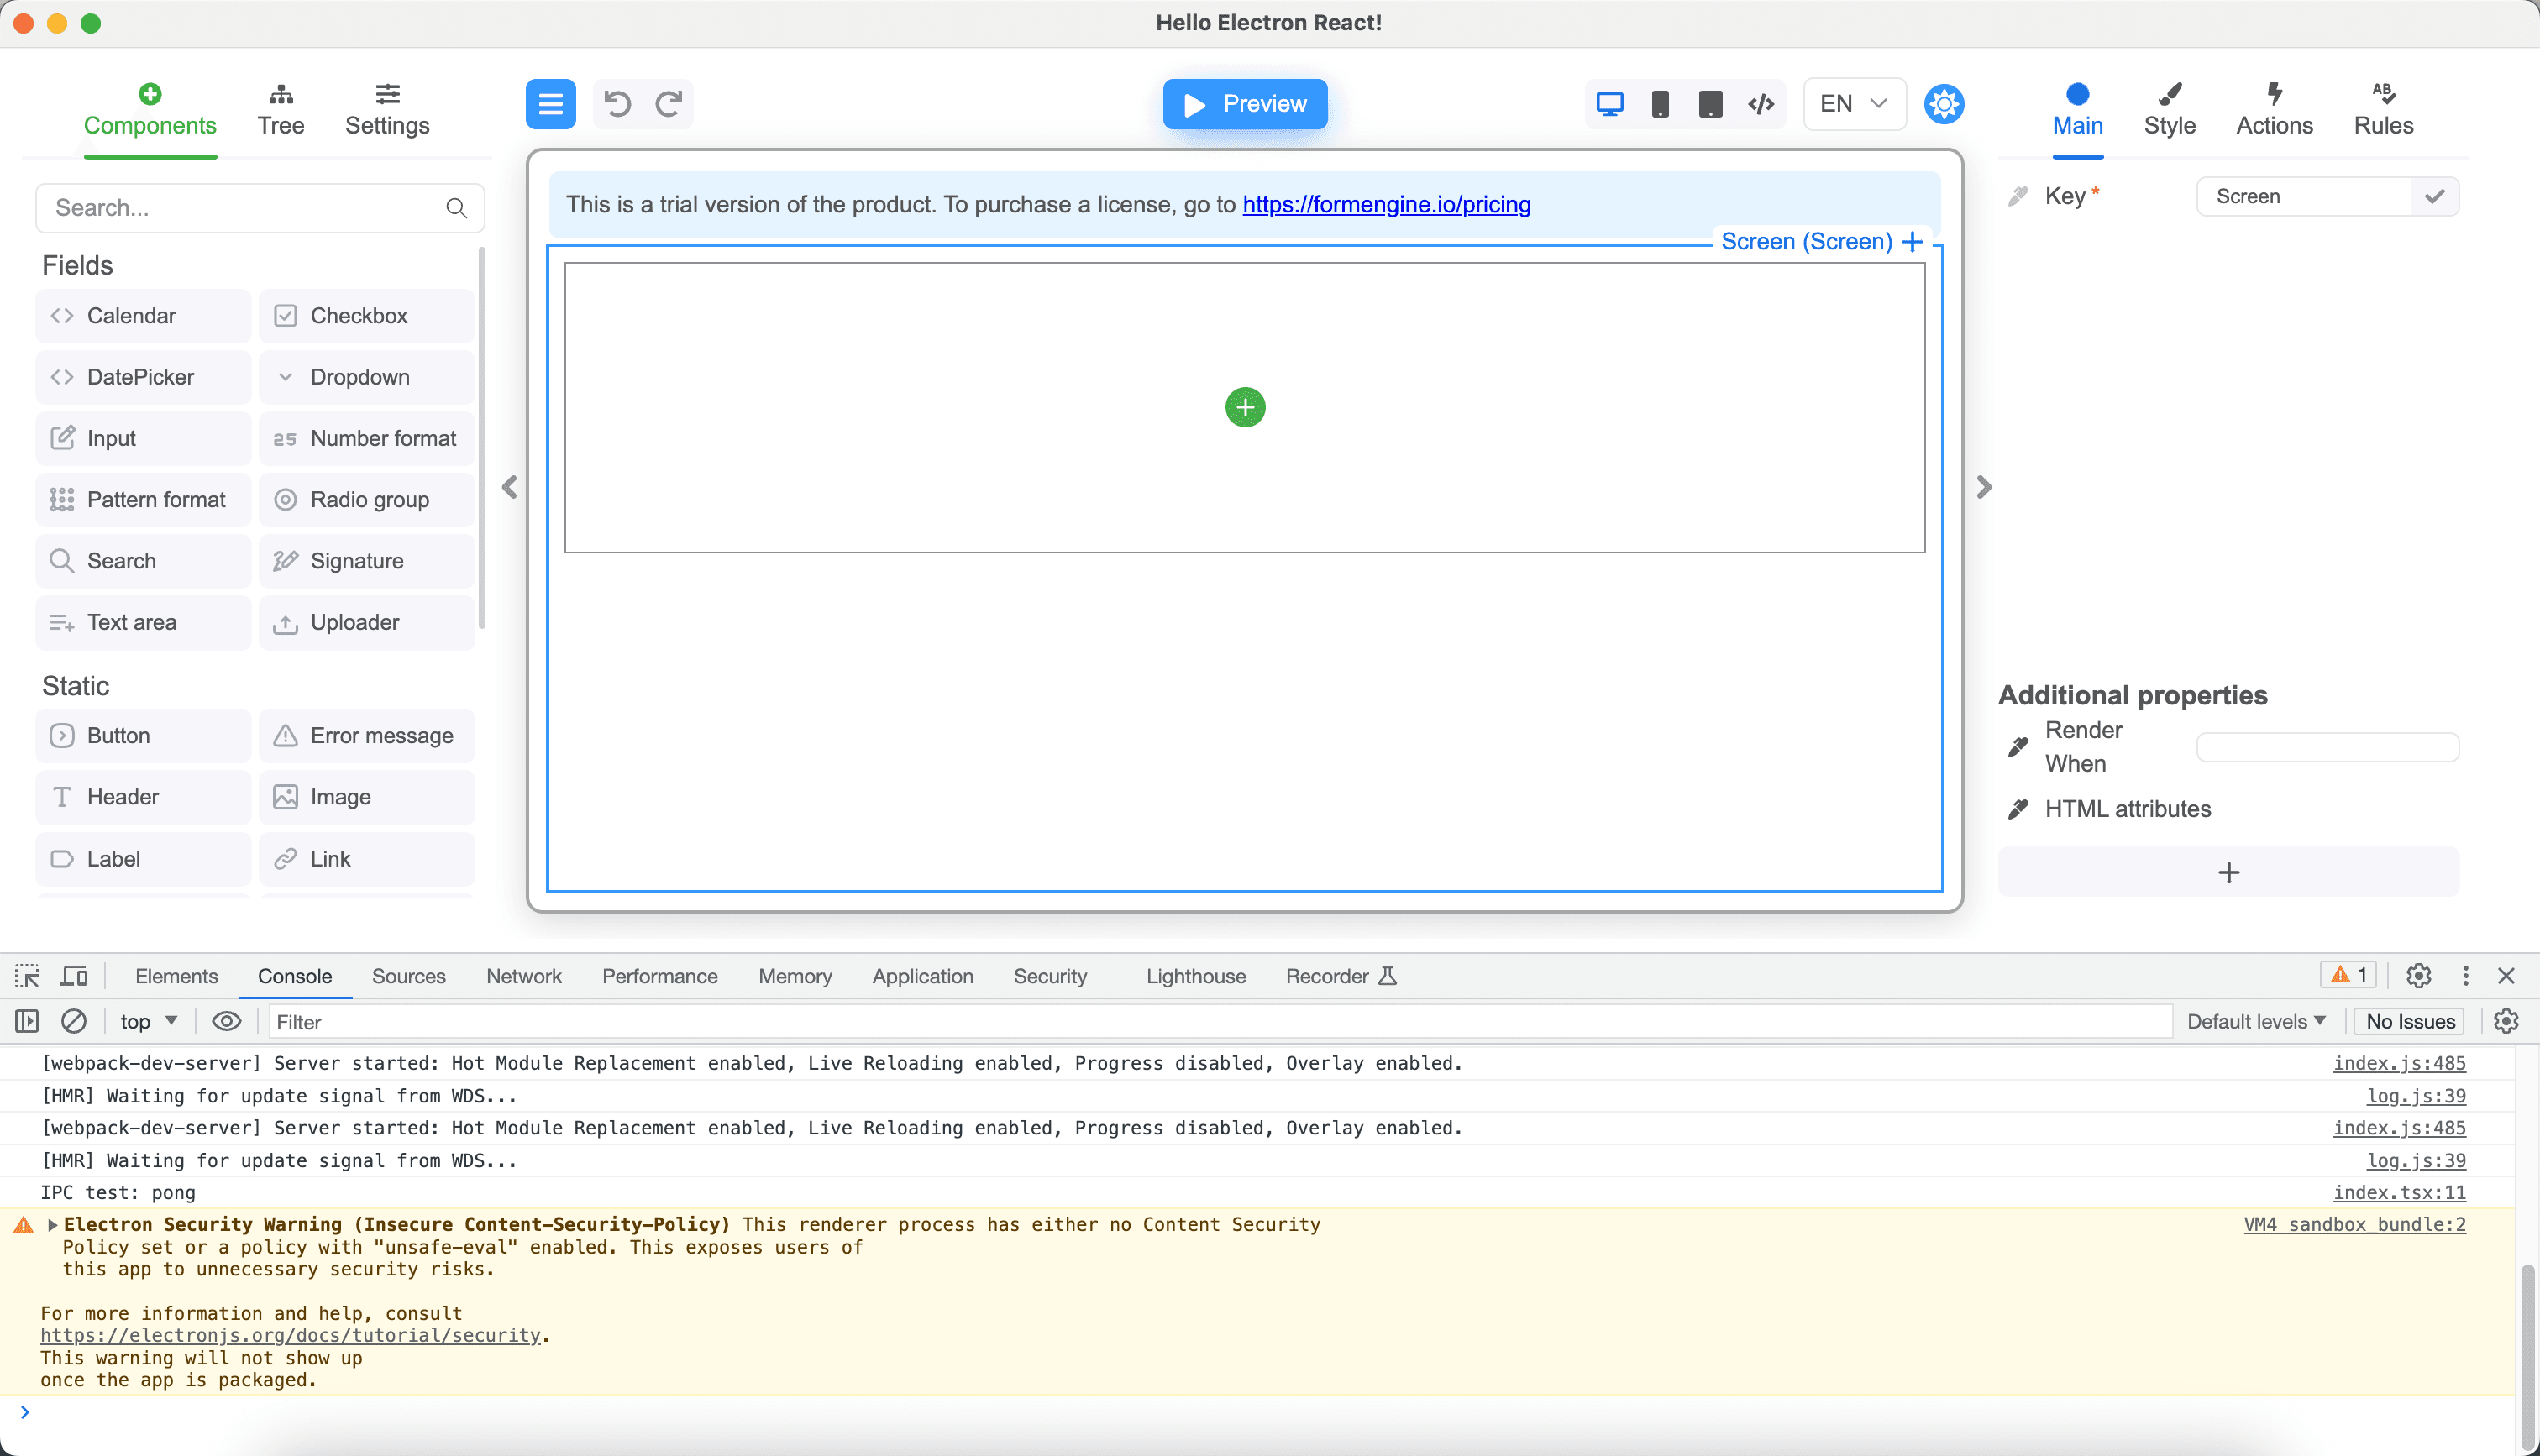 Hello Electron React!
Components
Tree
Settings
Preview
EN
Main
Style
Actions
Rules
Search...
Fields
Calendar
Checkbox
DatePicker
Dropdown
Input
25 Number format
Pattern format
Radio group
Search
Signature
Text area
Uploader
Static
Button
Error message
Header
Image
Label
Link
This is a trial version of the product. To purchase a license, go to https://formengine.io/pricing
Screen (Screen)
Key *
Screen
Additional properties
Render
When
HTML attributes
Elements Console Sources Network Performance Memory Application Security Lighthouse Recorder 1
top Filter Default levels No Issues
[webpack-dev-server] Server started: Hot Module Replacement enabled, Live Reloading enabled, Progress disabled, Overlay enabled. index.js:485
[HMR] Waiting for update signal from WDS... log.js:39
[webpack-dev-server] Server started: Hot Module Replacement enabled, Live Reloading enabled, Progress disabled, Overlay enabled. index.js:485
[HMR] Waiting for update signal from WDS... log.js:39
IPC test: pong index.tsx:11
Electron Security Warning (Insecure Content-Security-Policy) This renderer process has either no Content Security VM4 sandbox_bundle:2
Policy set or a policy with "unsafe-eval" enabled. This exposes users of
this app to unnecessary security risks.
For more information and help, consult
https://electronjs.org/docs/tutorial/security.
This warning will not show up
once the app is packaged.